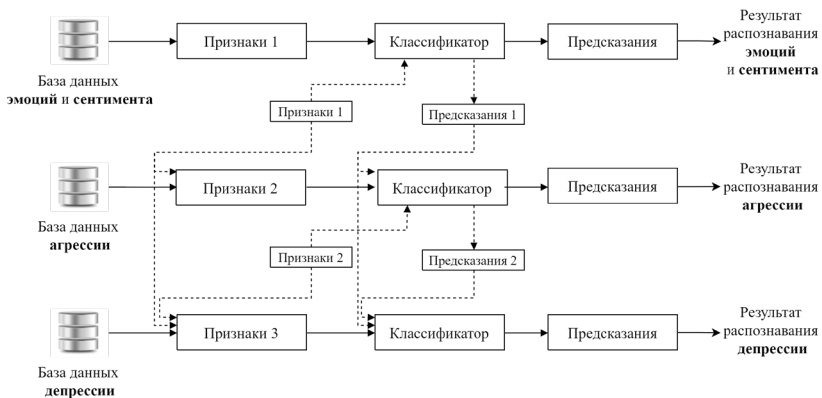 Признаки 1
Классификатор
Предсказания
Результат
распознавания
эмоций
и сентимента
База данных
эмоций и сентимента
Признаки 1
Предсказания 1
Признаки 2
Классификатор
Предсказания
Результат
распознавания
агрессии
База данных
агрессии
Признаки 2
Предсказания 2
Признаки 3
Классификатор
Предсказания
Результат
распознавания
депрессии
База данных
депрессии